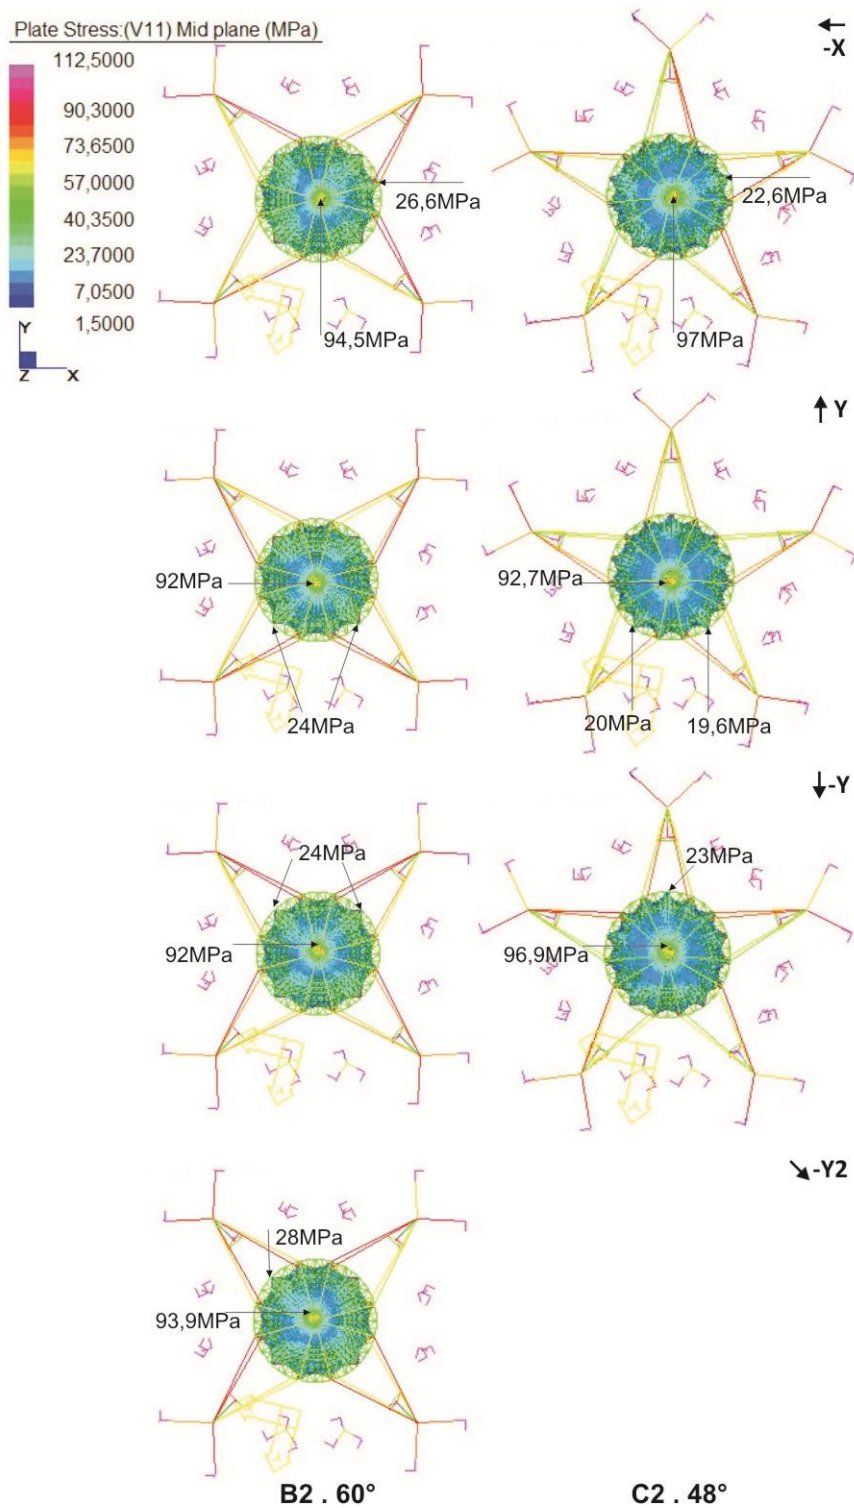 Plate Stress:(V11) Mid plane (MPa)
112,5000
90,3000
73,6500
57,0000
40,3500
23,7000
7,0500
1,5000
Y
Z X
-X
26,6MPa
94,5MPa
22,6MPa
97MPa
Y
92MPa
24MPa
92,7MPa
20MPa
19,6MPa
-Y
24MPa
92MPa
23MPa
96,9MPa
-Y2
28MPa
93,9MPa
B2 . 60°
C2 . 48°